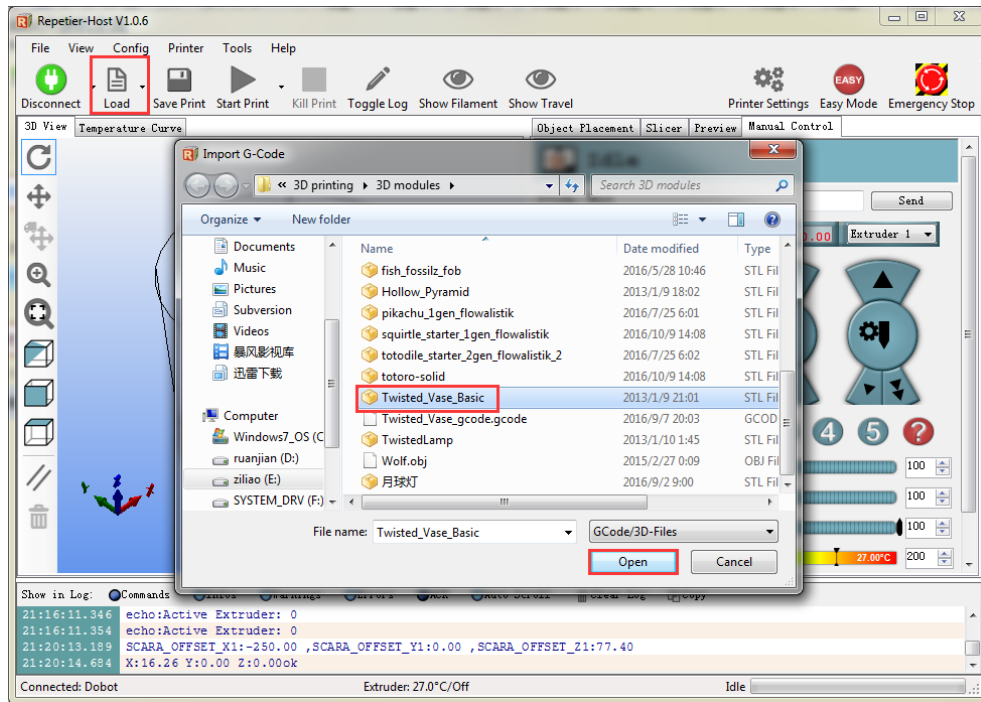 Repetier-Host V1.0.6
File View Config Printer Tools Help
Disconnect Load Save Print Start Print Kill Print Toggle Log Show Filament Show Travel Printer Settings EASY Easy Mode Emergency Stop
3D View Temperature Curve Object Placement Slicer Preview Manual Control
Import G-Code
Idle
« 3D printing 3D modules Search 3D modules
Send
Organize New folder
Extruder 1
Documents Name Date modified Type
Music fish_fossilz_fob 2016/5/28 10:46 STL Fil
Pictures Hollow_Pyramid 2013/1/9 18:02 STL Fil
Subversion pikachu_1gen_flowalistik 2016/7/25 6:01 STL Fil
Videos squirtle_starter_1gen_flowalistik 2016/10/9 14:08 STL Fil
暴风影视库 totodile_starter_2gen_flowalistik_2 2016/7/25 6:02 STL Fil
迅雷下载 totoro-solid 2016/10/9 14:08 STL Fil
Twisted_Vase_Basic 2013/1/9 21:01 STL Fil
Computer Twisted_Vase_gcode.gcode 2016/9/7 20:03 GCOD
Windows7_OS (C TwistedLamp 2013/1/10 1:45 STL Fil
4 5 ?
ruanjian (D:) Wolf.obj 2015/2/27 0:09 OBJ Fil
ziliao (E:) 月球灯 2016/9/2 9:00 STL Fil
100
SYSTEM_DRV (F:)
100
File name: Twisted_Vase_Basic GCode/3D-Files
100
Open Cancel
27.00°C 200
Y Z X
Show in Log: Commands Infos Warnings Errors ACK Auto Scroll Clear Log Copy
21:16:11.346 echo:Active Extruder: 0
21:16:11.354 echo:Active Extruder: 0
21:20:13.189 SCARA_OFFSET_X1:-250.00 ,SCARA_OFFSET_Y1:0.00 ,SCARA_OFFSET_Z1:77.40
21:20:14.684 X:16.26 Y:0.00 Z:0.00ok
Connected: Dobot Extruder: 27.0°C/Off Idle